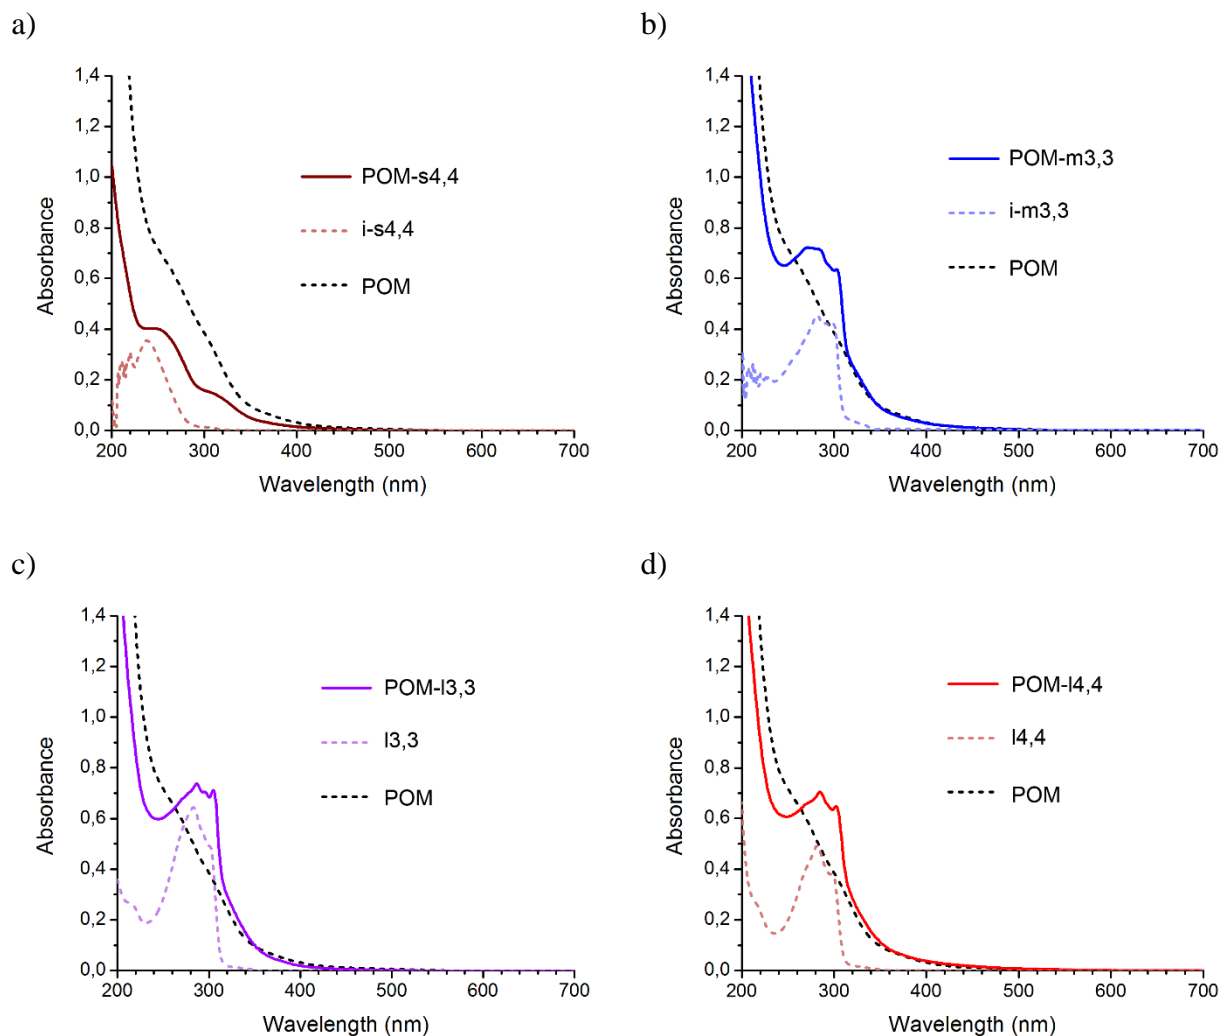 a)
1,4
1,2
1,0
0,8
0,6
0,4
0,2
0,0
Absorbance
POM-s4,4
i-s4,4
POM
200 300 400 500 600 700
Wavelength (nm)
b)
1,4
1,2
1,0
0,8
0,6
0,4
0,2
0,0
Absorbance
POM-m3,3
i-m3,3
POM
200 300 400 500 600 700
Wavelength (nm)
c)
1,4
1,2
1,0
0,8
0,6
0,4
0,2
0,0
Absorbance
POM-l3,3
l3,3
POM
200 300 400 500 600 700
Wavelength (nm)
d)
1,4
1,2
1,0
0,8
0,6
0,4
0,2
0,0
Absorbance
POM-l4,4
l4,4
POM
200 300 400 500 600 700
Wavelength (nm)